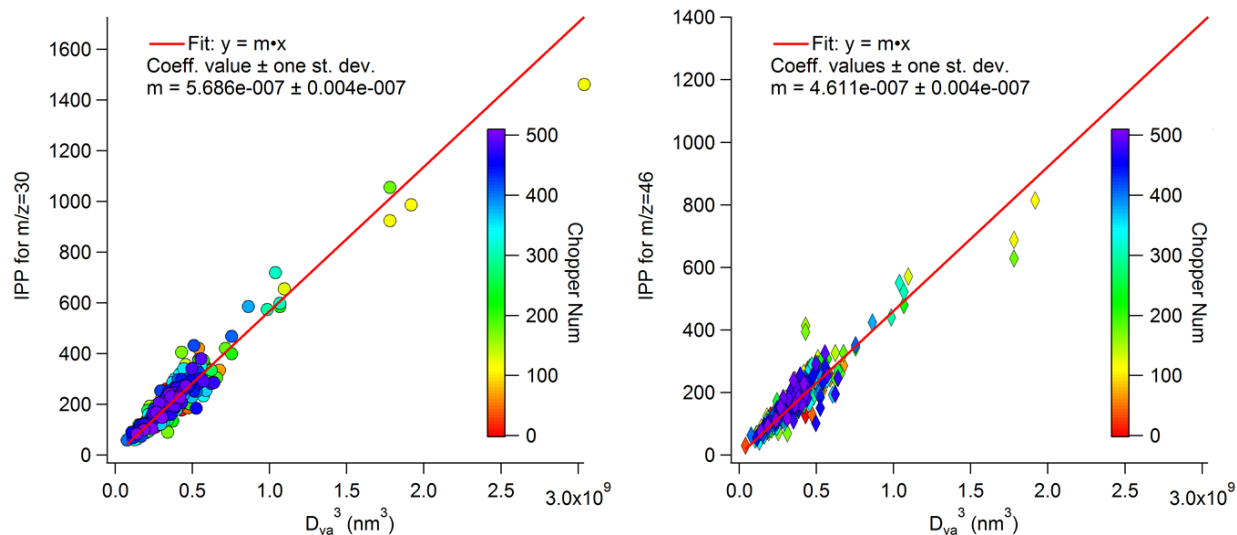 1600
1400
1200
1000
800
600
400
200
0
IPP for m/z=30
Fit: y = m•x
Coeff. value ± one st. dev.
m = 5.686e-007 ± 0.004e-007
500
400
300
200
100
0
Chopper Num
0.0
0.5
1.0
1.5
2.0
2.5
3.0x10⁹
Dva³ (nm³)
1400
1200
1000
800
600
400
200
0
IPP for m/z=46
Fit: y = m•x
Coeff. values ± one st. dev.
m = 4.611e-007 ± 0.004e-007
500
400
300
200
100
0
Chopper Num
0.0
0.5
1.0
1.5
2.0
2.5
3.0x10⁹
Dva³ (nm³)